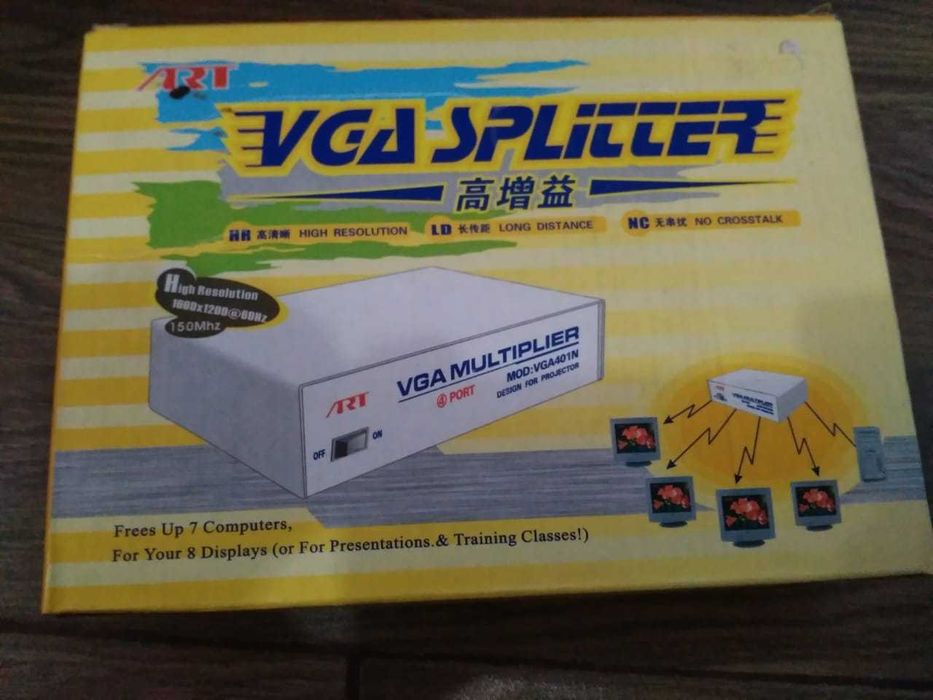 ART
VGA SPLITTER
高增益
HR 高清晰 HIGH RESOLUTION LD 长传距 LONG DISTANCE NC 无串扰 NO CROSSTALK
High Resolution
1600x1200@60Hz
150Mhz
VGA MULTIPLIER
MOD:VGA401N
ART ④ PORT DESIGN FOR PROJECTOR
OFF ON
ART
VGA MULTIPLIER
Frees Up 7 Computers,
For Your 8 Displays (or For Presentations.& Training Classes!)